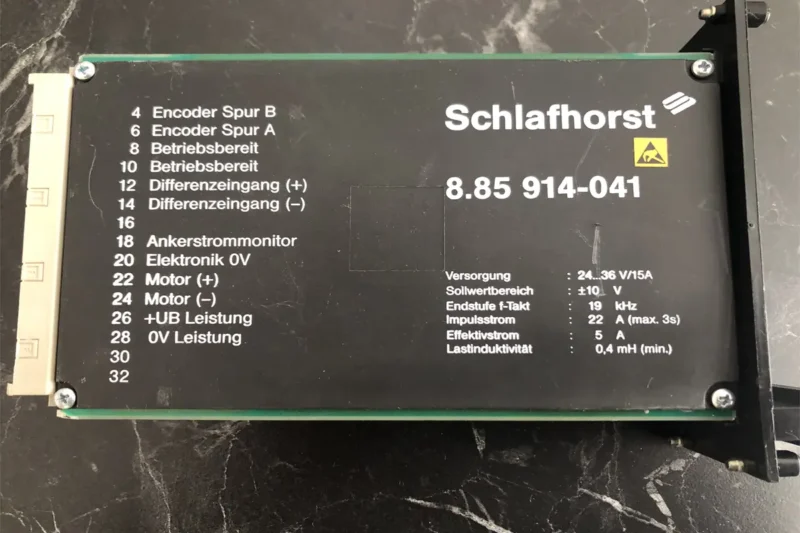 4 Encoder Spur B
6 Encoder Spur A
8 Betriebsbereit
10 Betriebsbereit
12 Differenzeingang (+)
14 Differenzeingang (–)
16
18 Ankerstrommonitor
20 Elektronik 0V
22 Motor (+)
24 Motor (–)
26 +UB Leistung
28 0V Leistung
30
32
Schlafhorst
8.85 914-041
Versorgung : 24...36 V/15A
Sollwertbereich : ±10 V
Endstufe f-Takt : 19 kHz
Impulsstrom : 22 A (max. 3s)
Effektivstrom : 5 A
Lastinduktivität : 0,4 mH (min.)